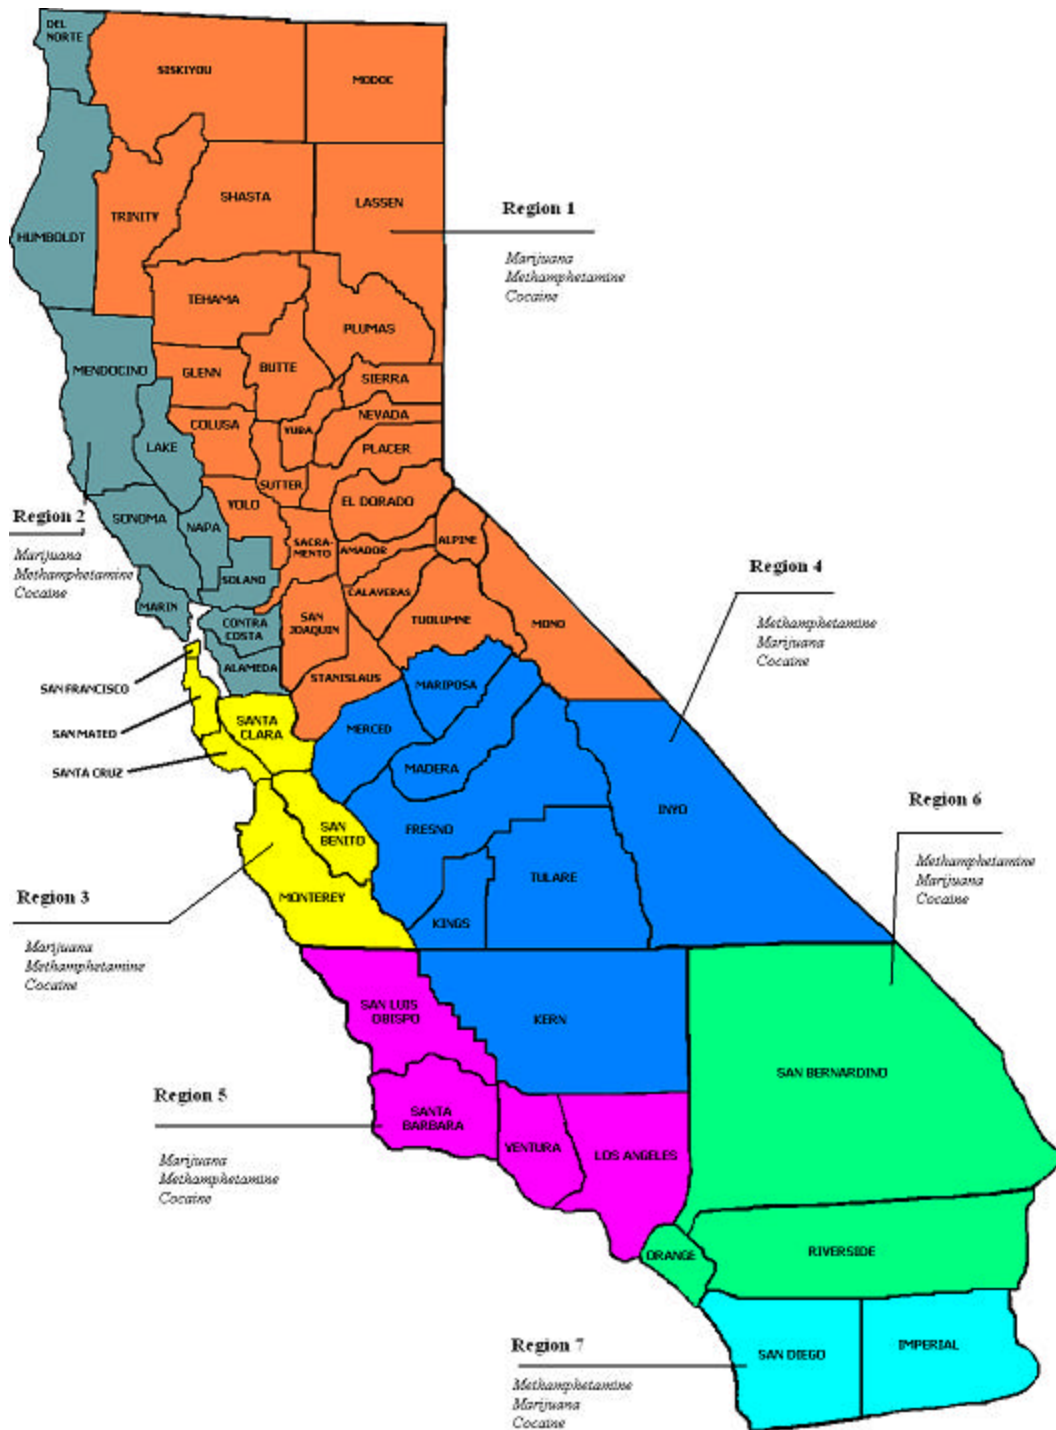 DEL
NORTE
SISKIYOU
MODOC
HUMBOLDT
TRINITY
SHASTA
LASSEN
Region 1
Marijuana
Methamphetamine
Cocaine
TEHAMA
PLUMAS
MENDOCINO
GLENN
BUTTE
SIERRA
NEVADA
COLUSA
YUBA
PLACER
LAKE
SUTTER
EL DORADO
YOLO
Region 2
Marijuana
Methamphetamine
Cocaine
SONOMA
NAPA
SACRA-
MENTO
AMADOR
ALPINE
SOLANO
CALAVERAS
MARIN
CONTRA
COSTA
SAN
JOAQUIN
TUOLUMNE
MONO
Region 4
Methamphetamine
Marijuana
Cocaine
ALAMEDA
STANISLAUS
MARIPOSA
SAN FRANCISCO
SAN MATEO
SANTA CRUZ
SANTA
CLARA
MERCED
MADERA
INYO
FRESNO
SAN
BENITO
TULARE
KINGS
MONTEREY
Region 6
Methamphetamine
Marijuana
Cocaine
Region 3
Marijuana
Methamphetamine
Cocaine
SAN LUIS
OBISPO
KERN
SAN BERNARDINO
Region 5
Marijuana
Methamphetamine
Cocaine
SANTA
BARBARA
VENTURA
LOS ANGELES
ORANGE
RIVERSIDE
Region 7
Methamphetamine
Marijuana
Cocaine
SAN DIEGO
IMPERIAL